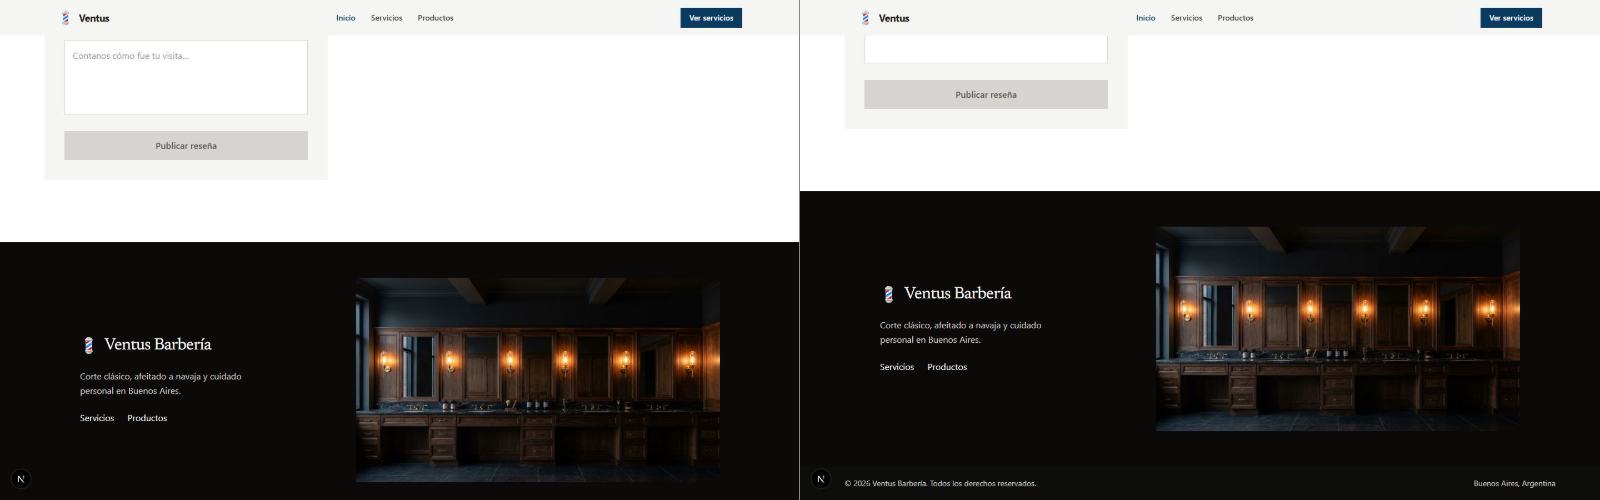 Ventus
Inicio Servicios Productos
Ver servicios
Contanos cómo fue tu visita...
Publicar reseña
Ventus Barbería
Corte clásico, afeitado a navaja y cuidado
personal en Buenos Aires.
Servicios Productos
N
Ventus
Inicio Servicios Productos
Ver servicios
Publicar reseña
Ventus Barbería
Corte clásico, afeitado a navaja y cuidado
personal en Buenos Aires.
Servicios Productos
N
© 2026 Ventus Barbería. Todos los derechos reservados.
Buenos Aires, Argentina